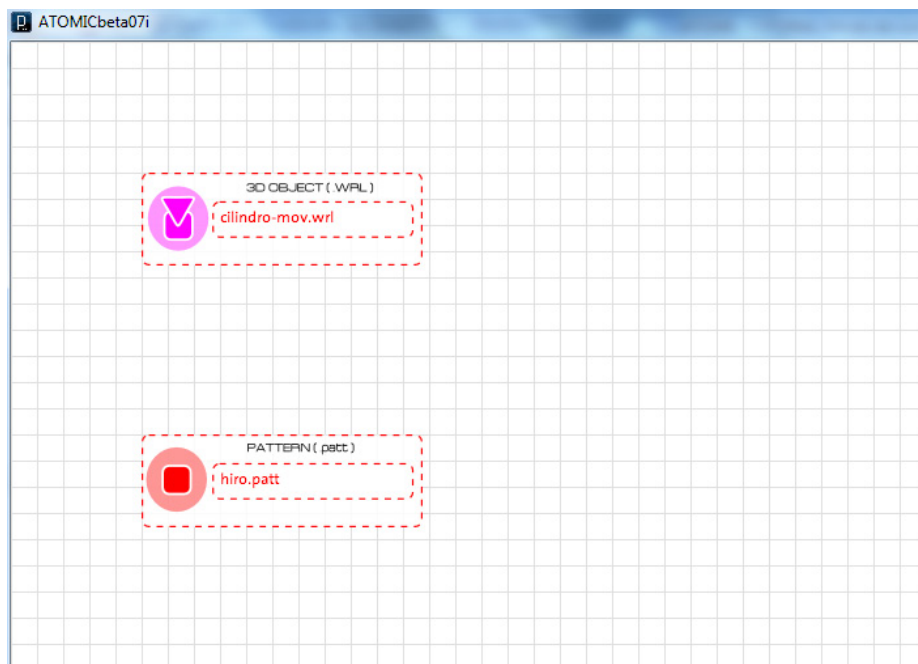 ATOMICbeta07i
3D OBJECT ( .WRL )
cilindro-mov.wrl
PATTERN ( .patt )
hiro.patt